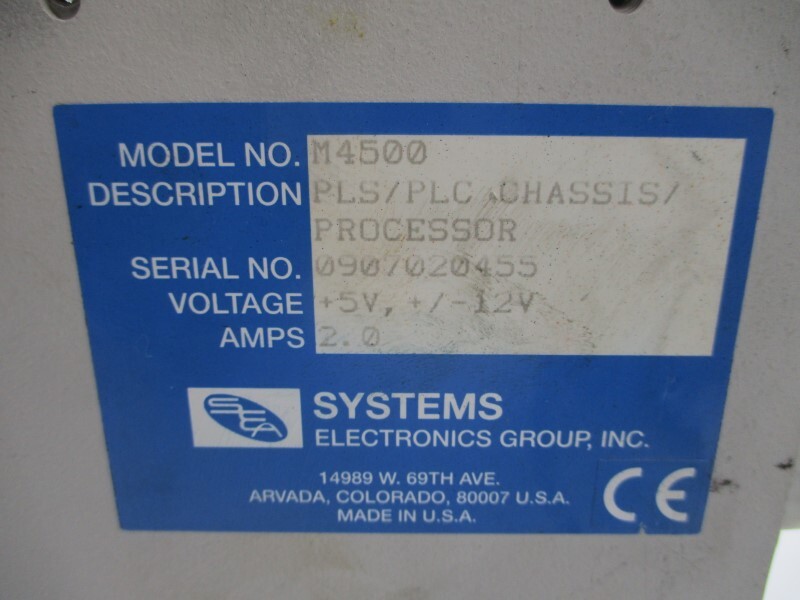 MODEL NO. M4500
DESCRIPTION PLS/PLC CHASSIS/
PROCESSOR
SERIAL NO. 0907020455
VOLTAGE +5V, +/-12V
AMPS 2.0
SEA SYSTEMS
ELECTRONICS GROUP, INC.
14989 W. 69TH AVE.
ARVADA, COLORADO, 80007 U.S.A.
MADE IN U.S.A.
CE